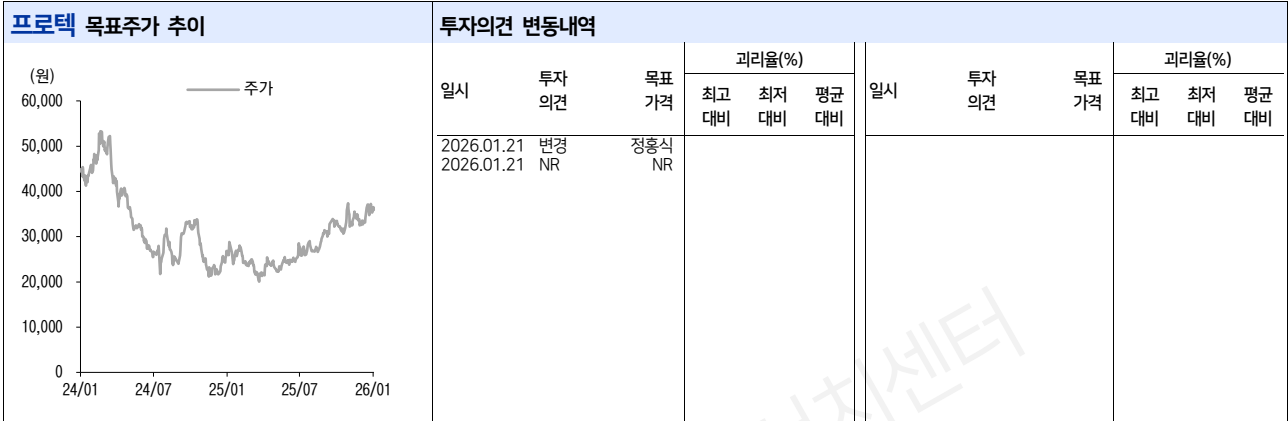 프로텍 목표주가 추이
(원)
주가
60,000
50,000
40,000
30,000
20,000
10,000
0
24/01 24/07 25/01 25/07 26/01
투자의견 변동내역
일시 투자의견 목표가격 괴리율(%)
최고대비 최저대비 평균대비
2026.01.21 변경 정홍식
2026.01.21 NR NR
일시 투자의견 목표가격 괴리율(%)
최고대비 최저대비 평균대비
센터